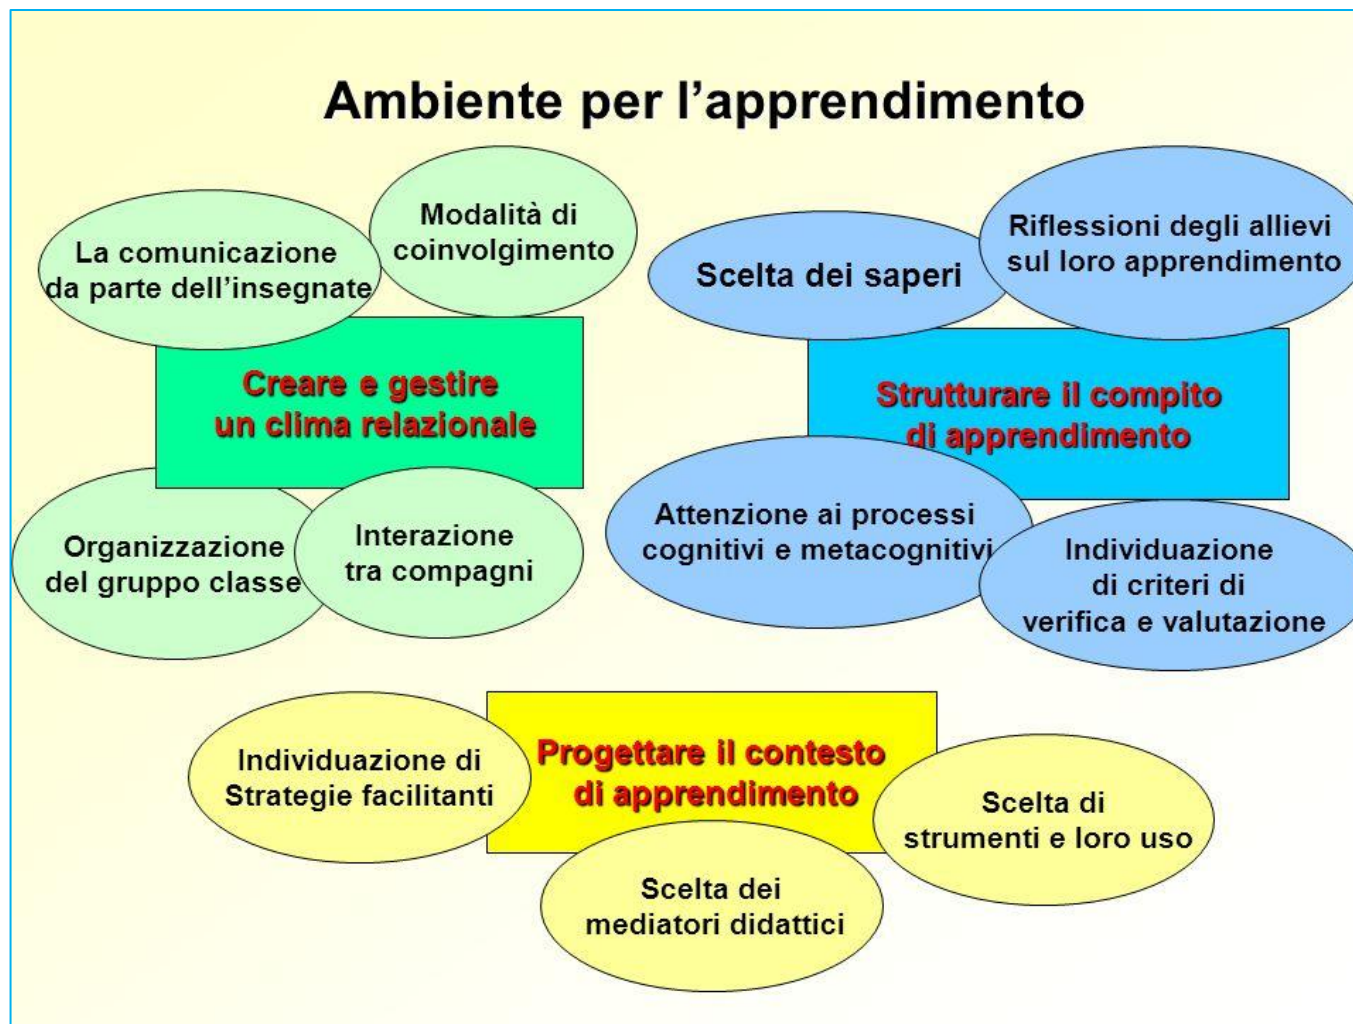 Ambiente per l’apprendimento
La comunicazione
da parte dell’insegnate
Modalità di
coinvolgimento
Creare e gestire
un clima relazionale
Organizzazione
del gruppo classe
Interazione
tra compagni
Scelta dei saperi
Riflessioni degli allievi
sul loro apprendimento
Strutturare il compito
di apprendimento
Attenzione ai processi
cognitivi e metacognitivi
Individuazione
di criteri di
verifica e valutazione
Individuazione di
Strategie facilitanti
Progettare il contesto
di apprendimento
Scelta dei
mediatori didattici
Scelta di
strumenti e loro uso